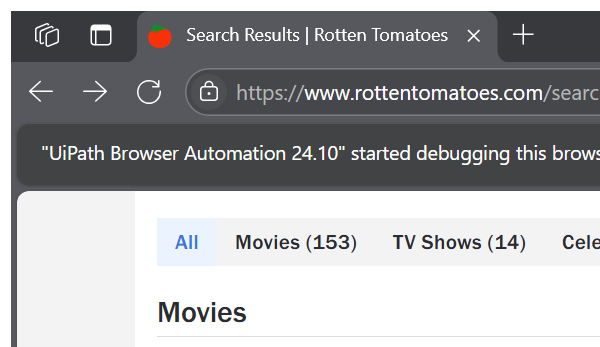 Search Results | Rotten Tomatoes
https://www.rottentomatoes.com/searc
"UiPath Browser Automation 24.10" started debugging this brows
All Movies (153) TV Shows (14) Cele
Movies